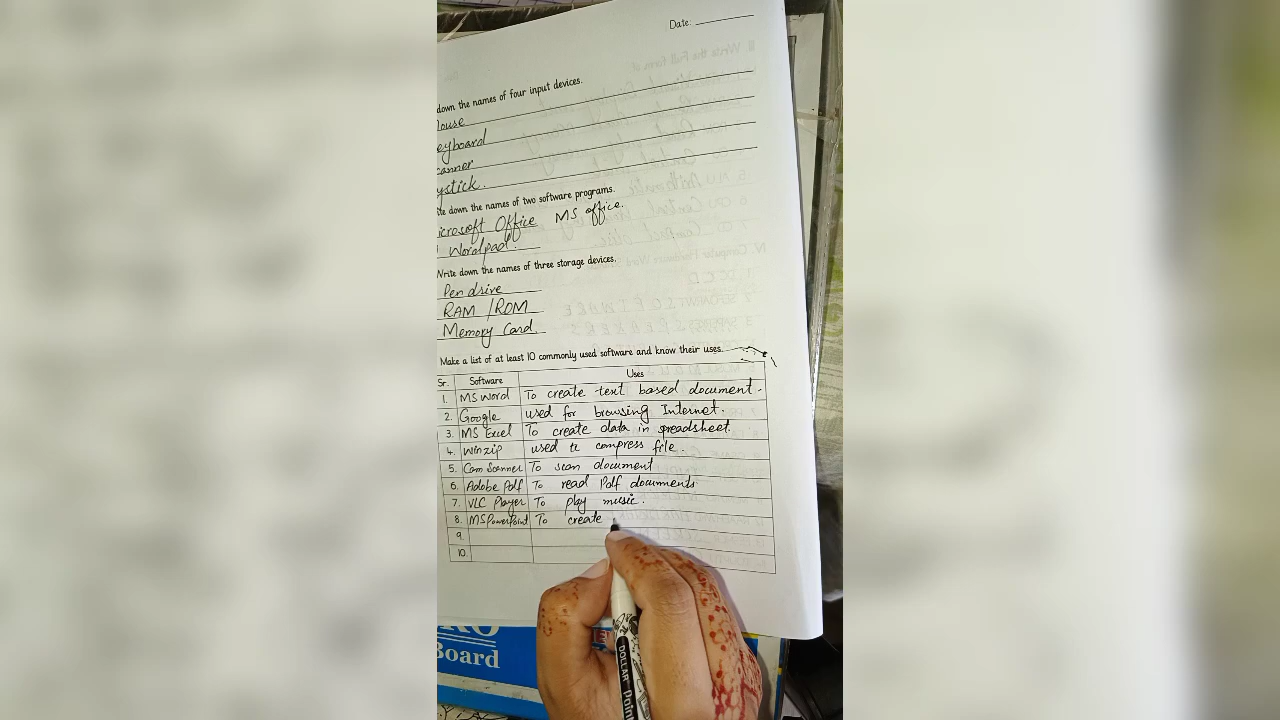 Date:
down the names of four input devices.
ouse
eyboard
canner
ystick.
te down the names of two software programs.
icrosoft Office MS office.
Wordpad.
Write down the names of three storage devices.
Pen drive
RAM / ROM
Memory Card.
Make a list of at least 10 commonly used software and know their uses.
Sr. Software Uses
1. MS Word To create text based document.
2. Google used for browsing Internet.
3. MS Excel To create data in spreadsheet.
4. Winzip used to compress file.
5. Cam Scanner To scan document
6. Adobe Pdf To read Pdf documents
7. VLC Player To play music.
8. MS PowerPoint To create
9.
10.
RO
Board
DOLLAR Poin